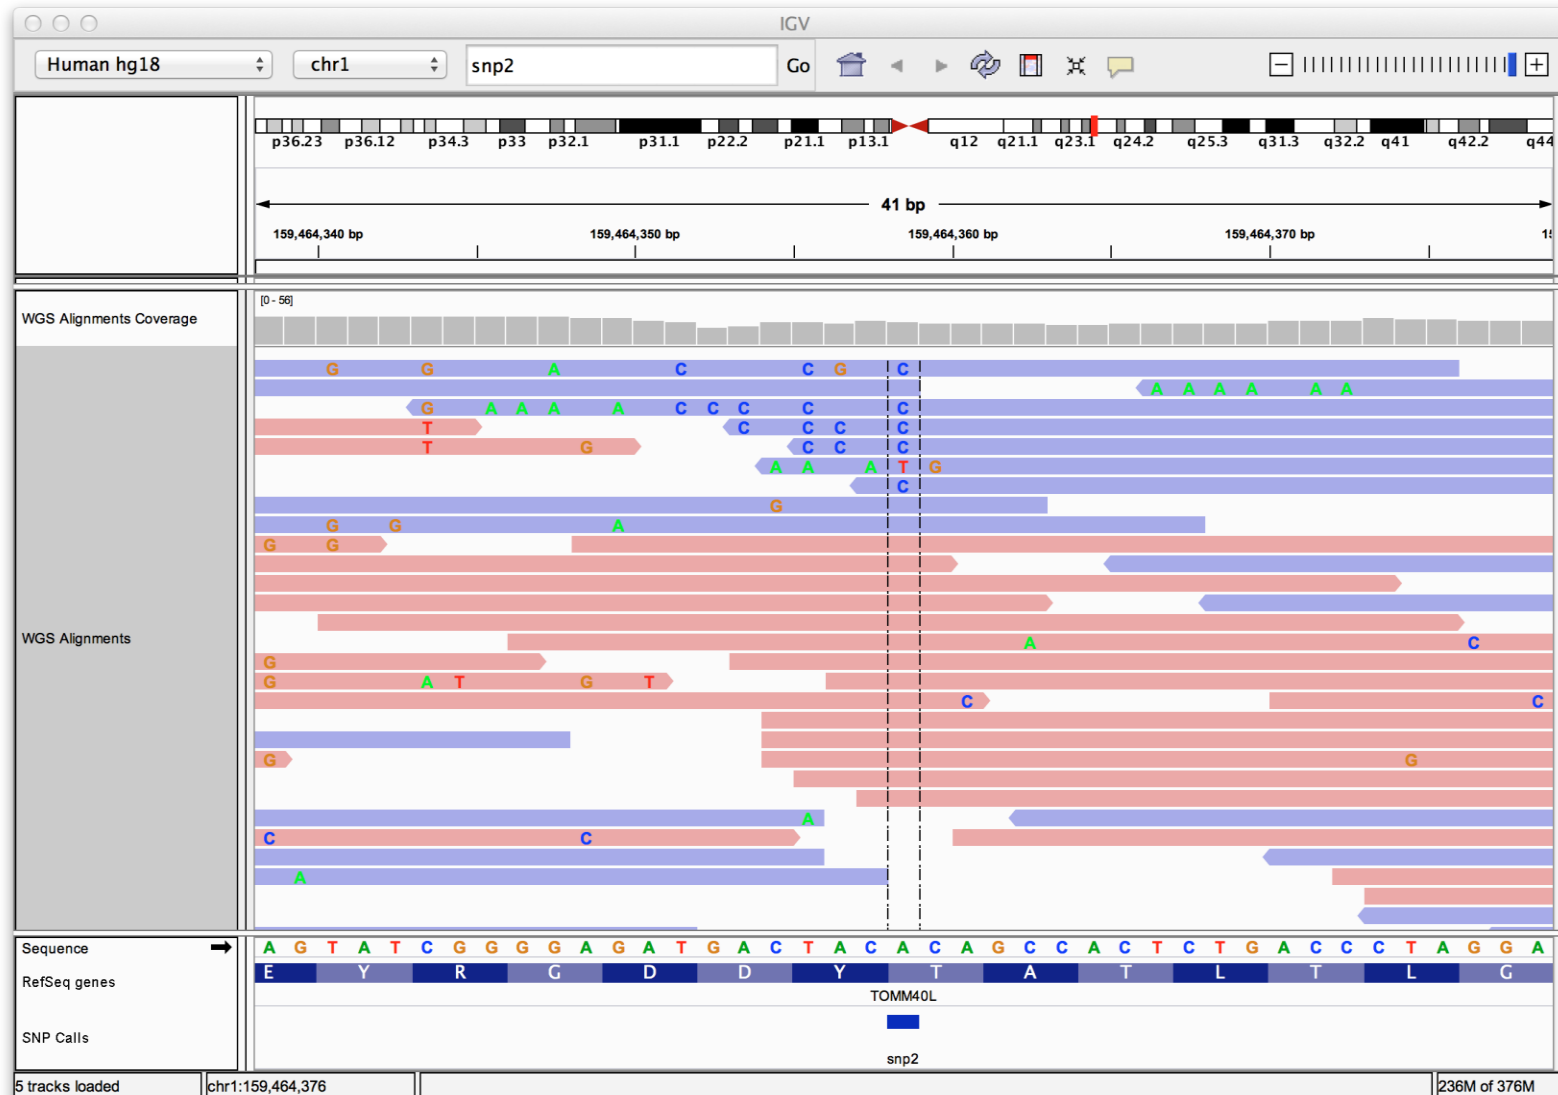 IGV
Human hg18 chr1 snp2 Go
p36.23 p36.12 p34.3 p33 p32.1 p31.1 p22.2 p21.1 p13.1 q12 q21.1 q23.1 q24.2 q25.3 q31.3 q32.2 q41 q42.2 q44
41 bp
159,464,340 bp 159,464,350 bp 159,464,360 bp 159,464,370 bp
[0 - 56]
WGS Alignments Coverage
G G A C C G C
A A A A A A
G A A A A C C C C C
T C C C C
T G C C C
A A A T G
C
G
G G A
G G
WGS Alignments
A C
G
G A T G T
C C
G G
A
C C
A
Sequence A G T A T C G G G G A G A T G A C T A C A C A G C C A C T C T G A C C C T A G G A
RefSeq genes E Y R G D D Y T A T L T L G
TOMM40L
SNP Calls
snp2
5 tracks loaded chr1:159,464,376 236M of 376M